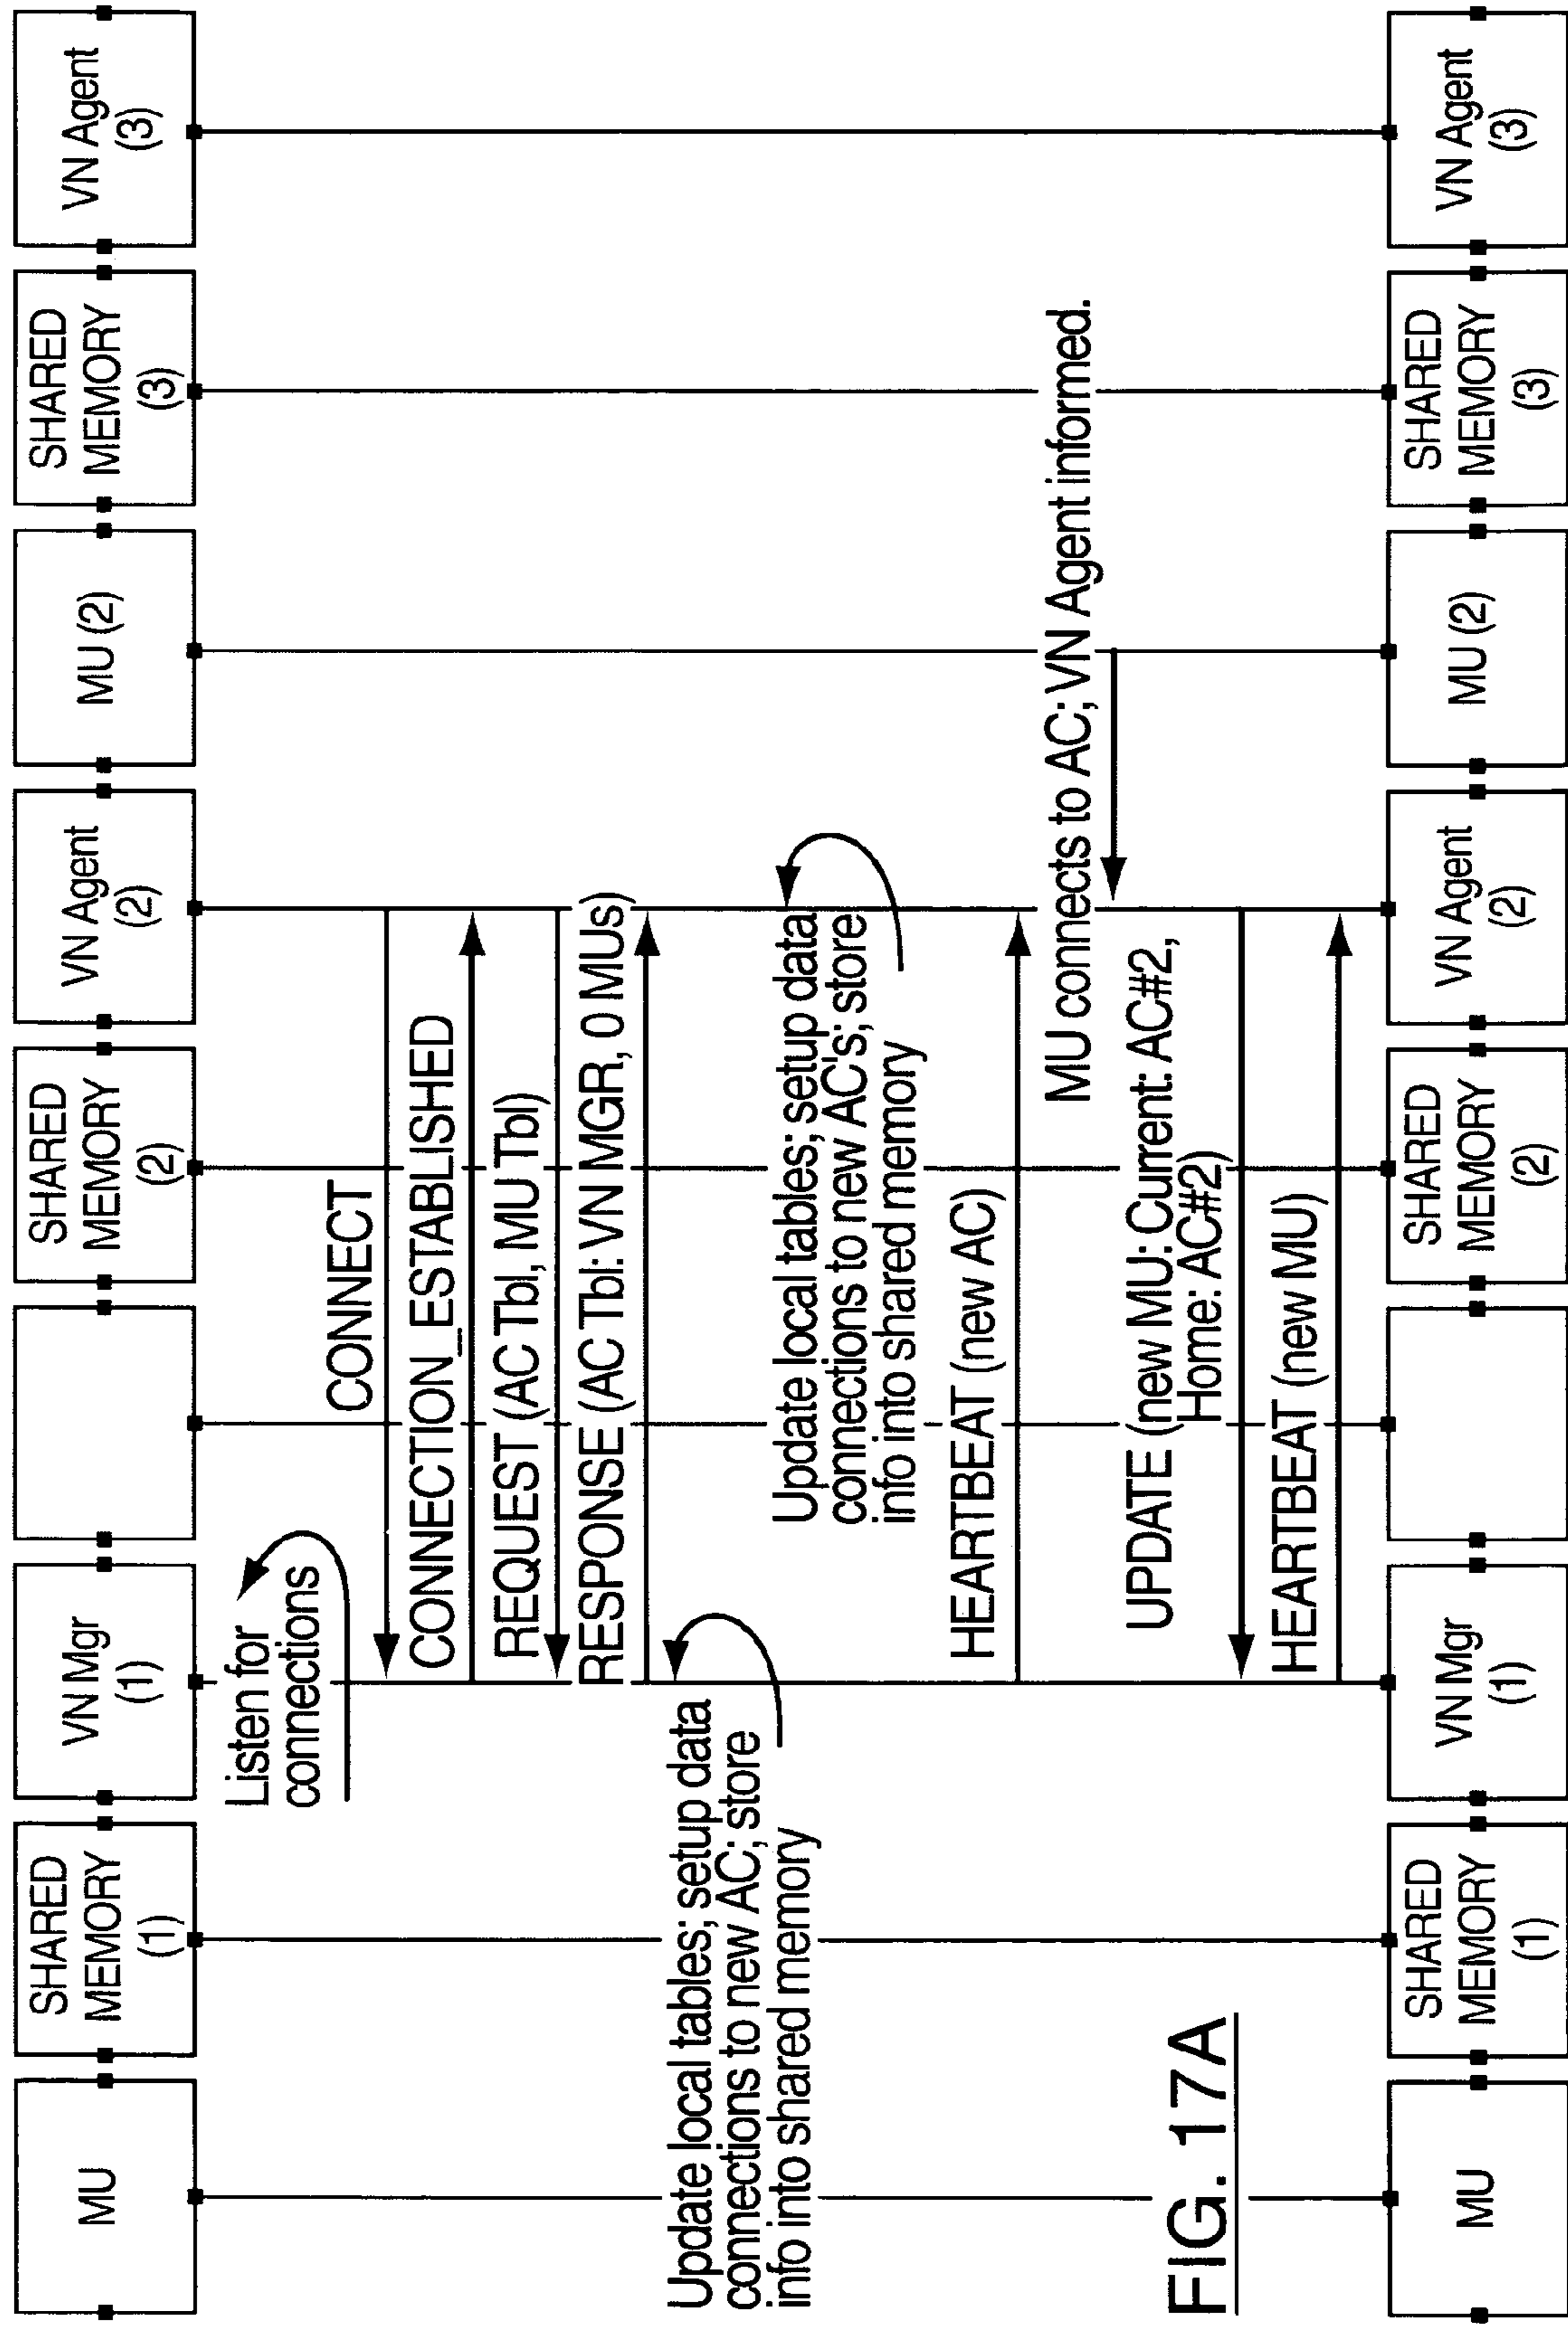 MU
SHARED
MEMORY
(1)
VN Mgr
(1)
SHARED
MEMORY
(2)
VN Agent
(2)
MU (2)
SHARED
MEMORY
(3)
VN Agent
(3)
Listen for
connections
CONNECT
CONNECTION_ESTABLISHED
REQUEST (AC Tbl, MU Tbl)
RESPONSE (AC Tbl: VN MGR, 0 MUs)
Update local tables; setup data
connections to new AC; store
info into shared memory
Update local tables; setup data
connections to new AC's; store
info into shared memory
HEARTBEAT (new AC)
MU connects to AC; VN Agent informed.
UPDATE (new MU: Current: AC#2,
Home: AC#2)
HEARTBEAT (new MU)
FIG. 17A
MU
SHARED
MEMORY
(1)
VN Mgr
(1)
SHARED
MEMORY
(2)
VN Agent
(2)
MU (2)
SHARED
MEMORY
(3)
VN Agent
(3)